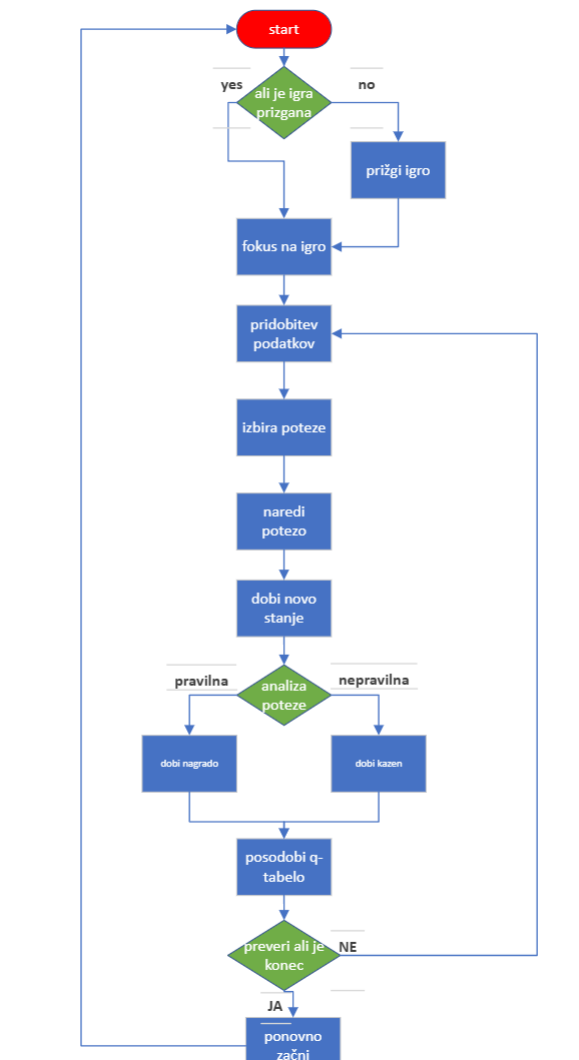 start
yes
ali je igra
prizgana
no
prižgi igro
fokus na igro
pridobitev
podatkov
izbira poteze
naredi
potezo
dobi novo
stanje
pravilna
analiza
poteze
nepravilna
dobi nagrado
dobi kazen
posodobi q-
tabelo
preveri ali je
konec
NE
JA
ponovno
začni